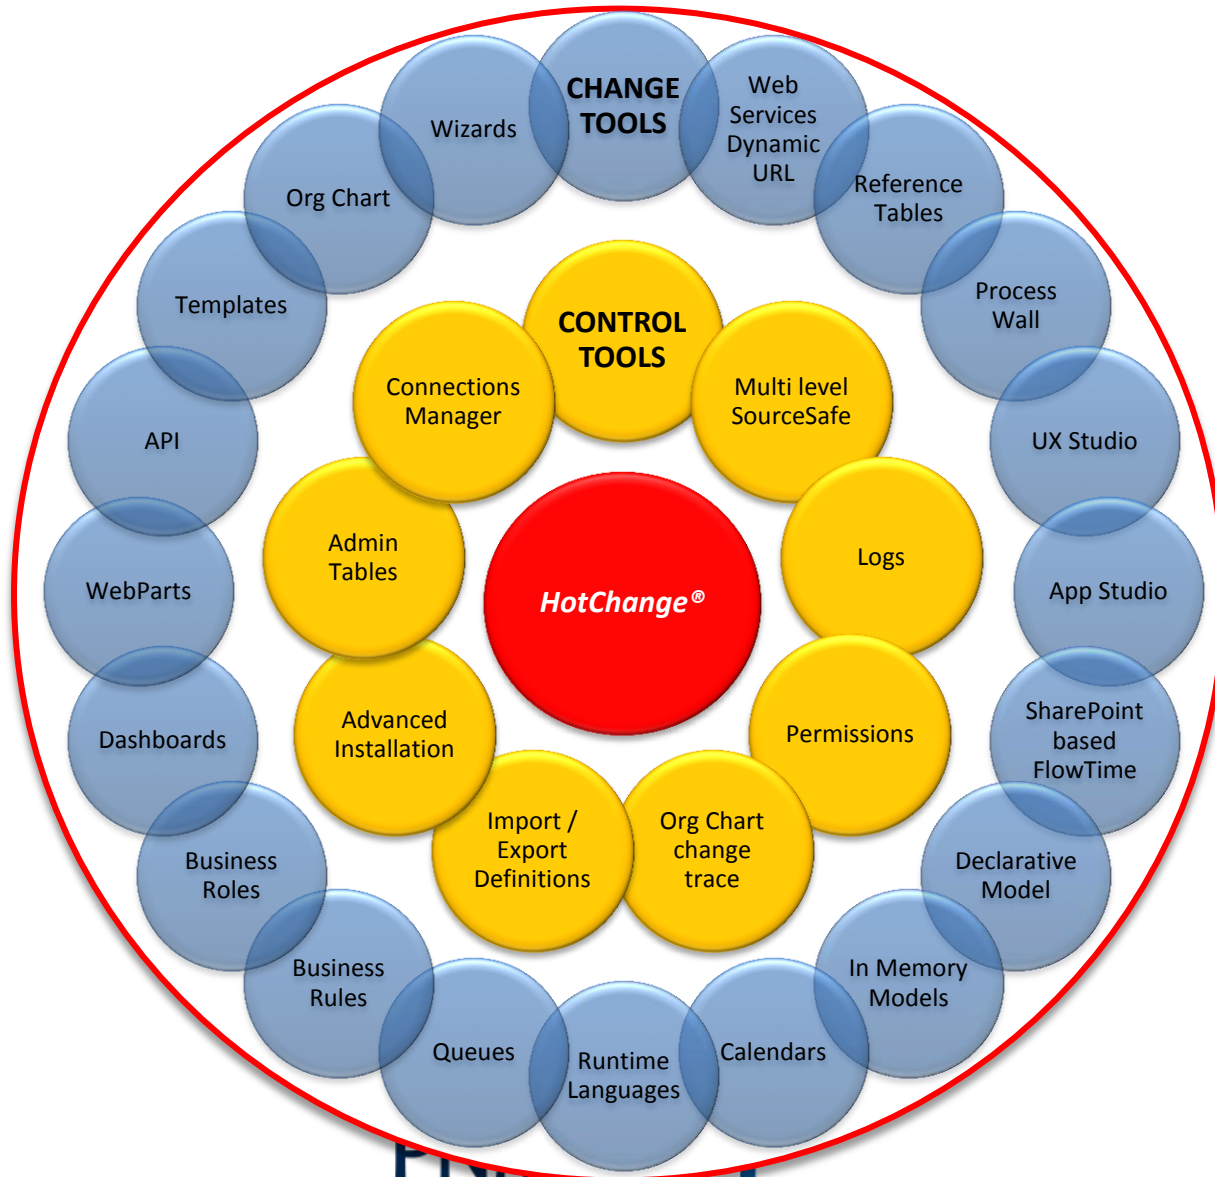 CHANGE
TOOLS
Web
Services
Dynamic
URL
Reference
Tables
Process
Wall
UX Studio
App Studio
SharePoint
based
FlowTime
Declarative
Model
In Memory
Models
Calendars
Runtime
Languages
Queues
Business
Rules
Business
Roles
Dashboards
WebParts
API
Templates
Org Chart
Wizards
CONTROL
TOOLS
Multi level
SourceSafe
Logs
Permissions
Org Chart
change
trace
Import /
Export
Definitions
Advanced
Installation
Admin
Tables
Connections
Manager
HotChange®